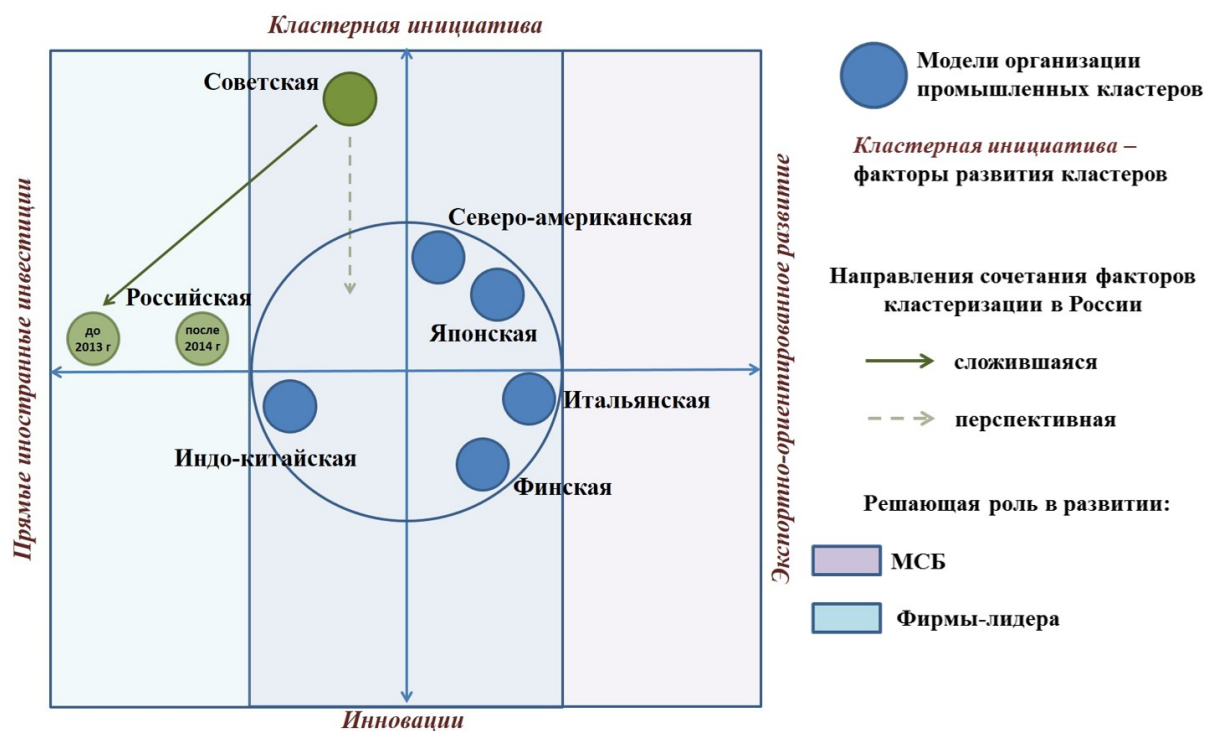 Кластерная инициатива
Советская
Прямые иностранные инвестиции
Экспортно-ориентированное развитие
Северо-американская
Российская
до
2013 г
после
2014 г
Японская
Итальянская
Индо-китайская
Финская
Инновации
Модели организации
промышленных кластеров
Кластерная инициатива –
факторы развития кластеров
Направления сочетания факторов
кластеризации в России
сложившаяся
перспективная
Решающая роль в развитии:
МСБ
Фирмы-лидера